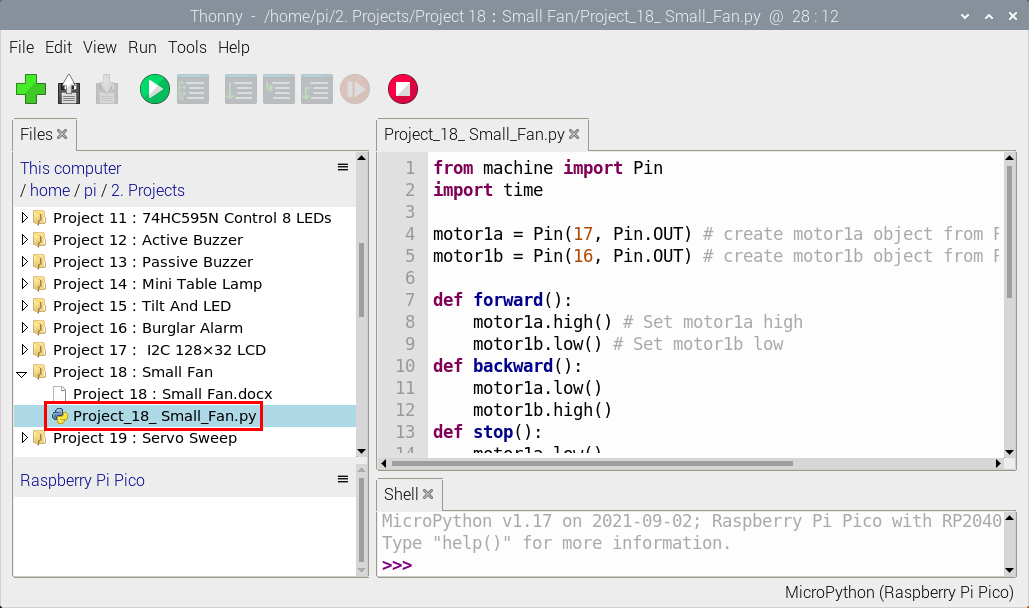 Thonny - /home/pi/2. Projects/Project 18 : Small Fan/Project_18_ Small_Fan.py @ 28 : 12
File Edit View Run Tools Help
Files
This computer
/ home / pi / 2. Projects
Project 11 : 74HC595N Control 8 LEDs
Project 12 : Active Buzzer
Project 13 : Passive Buzzer
Project 14 : Mini Table Lamp
Project 15 : Tilt And LED
Project 16 : Burglar Alarm
Project 17 : I2C 128×32 LCD
Project 18 : Small Fan
Project 18 : Small Fan.docx
Project_18_ Small_Fan.py
Project 19 : Servo Sweep
Raspberry Pi Pico
Project_18_ Small_Fan.py
1 from machine import Pin
2 import time
3
4 motor1a = Pin(17, Pin.OUT) # create motor1a object from
5 motor1b = Pin(16, Pin.OUT) # create motor1b object from
6
7 def forward():
8 motor1a.high() # Set motor1a high
9 motor1b.low() # Set motor1b low
10 def backward():
11 motor1a.low()
12 motor1b.high()
13 def stop():
14 motor1a.low()
Shell
MicroPython v1.17 on 2021-09-02; Raspberry Pi Pico with RP2040
Type "help()" for more information.
>>>
MicroPython (Raspberry Pi Pico)